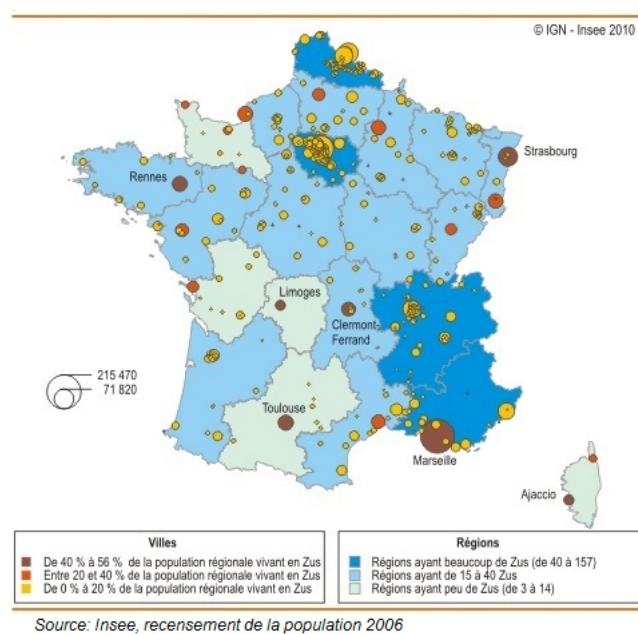 © IGN - Insee 2010
Strasbourg
Rennes
Limoges
Clermont-
Ferrand
215 470
71 820
Toulouse
Marseille
Ajaccio
Villes
De 40 % à 56 % de la population régionale vivant en Zus
Entre 20 et 40 % de la population régionale vivant en Zus
De 0 % à 20 % de la population régionale vivant en Zus
Régions
Régions ayant beaucoup de Zus (de 40 à 157)
Régions ayant de 15 à 40 Zus
Régions ayant peu de Zus (de 3 à 14)
Source: Insee, recensement de la population 2006